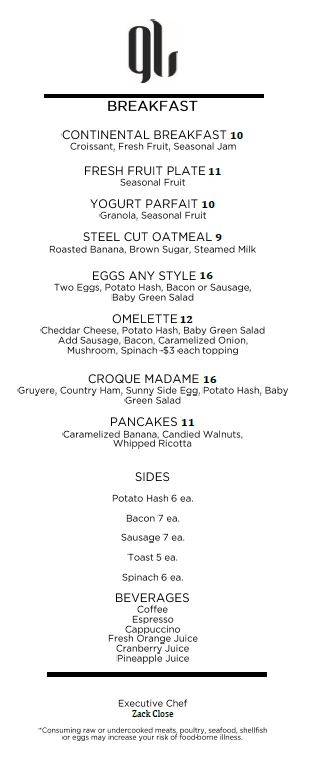 glr
BREAKFAST
CONTINENTAL BREAKFAST 10
Croissant, Fresh Fruit, Seasonal Jam
FRESH FRUIT PLATE 11
Seasonal Fruit
YOGURT PARFAIT 10
Granola, Seasonal Fruit
STEEL CUT OATMEAL 9
Roasted Banana, Brown Sugar, Steamed Milk
EGGS ANY STYLE 16
Two Eggs, Potato Hash, Bacon or Sausage,
Baby Green Salad
OMELETTE 12
Cheddar Cheese, Potato Hash, Baby Green Salad
Add Sausage, Bacon, Caramelized Onion,
Mushroom, Spinach -$3 each topping
CROQUE MADAME 16
Gruyere, Country Ham, Sunny Side Egg, Potato Hash, Baby
Green Salad
PANCAKES 11
Caramelized Banana, Candied Walnuts,
Whipped Ricotta
SIDES
Potato Hash 6 ea.
Bacon 7 ea.
Sausage 7 ea.
Toast 5 ea.
Spinach 6 ea.
BEVERAGES
Coffee
Espresso
Cappuccino
Fresh Orange Juice
Cranberry Juice
Pineapple Juice
Executive Chef
Zack Close
*Consuming raw or undercooked meats, poultry, seafood, shellfish
or eggs may increase your risk of food-borne illness.